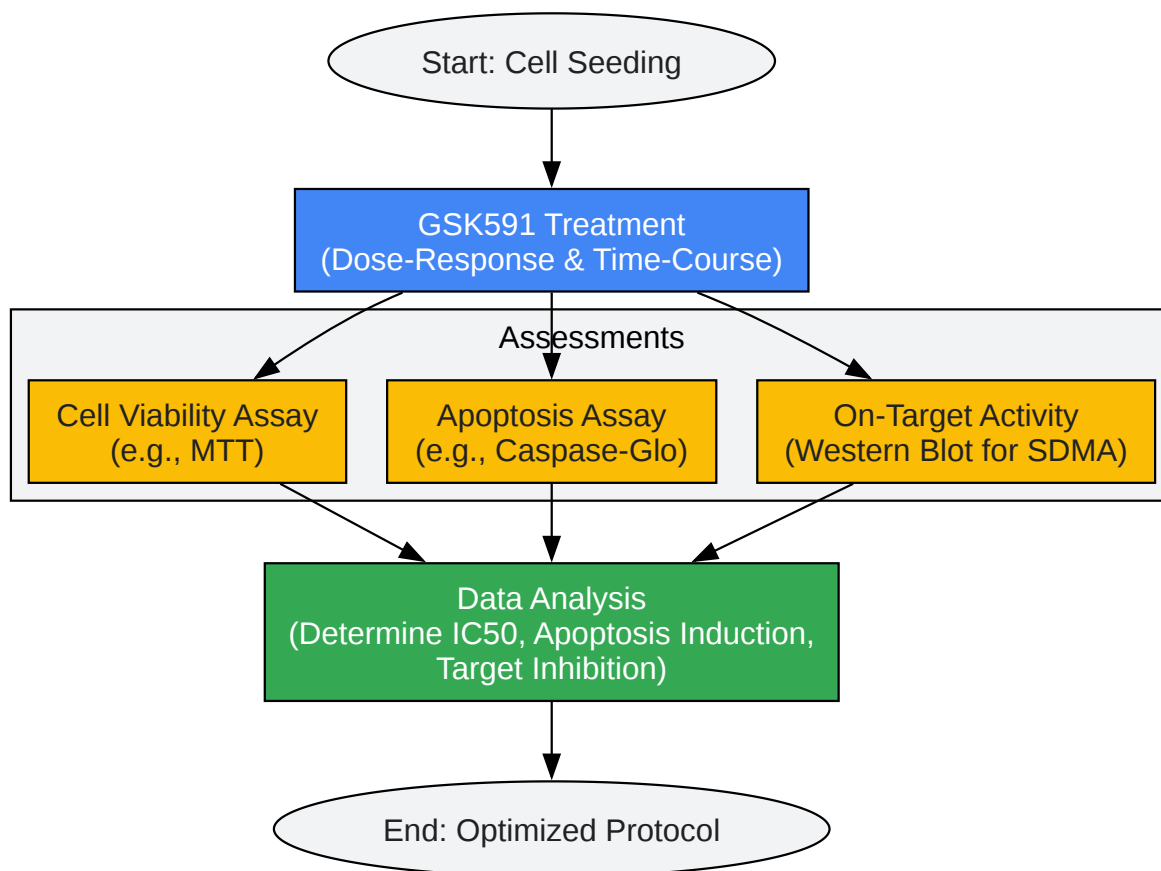 Start: Cell Seeding
GSK591 Treatment
(Dose-Response & Time-Course)
Assessments
Cell Viability Assay
(e.g., MTT)
Apoptosis Assay
(e.g., Caspase-Glo)
On-Target Activity
(Western Blot for SDMA)
Data Analysis
(Determine IC50, Apoptosis Induction,
Target Inhibition)
End: Optimized Protocol